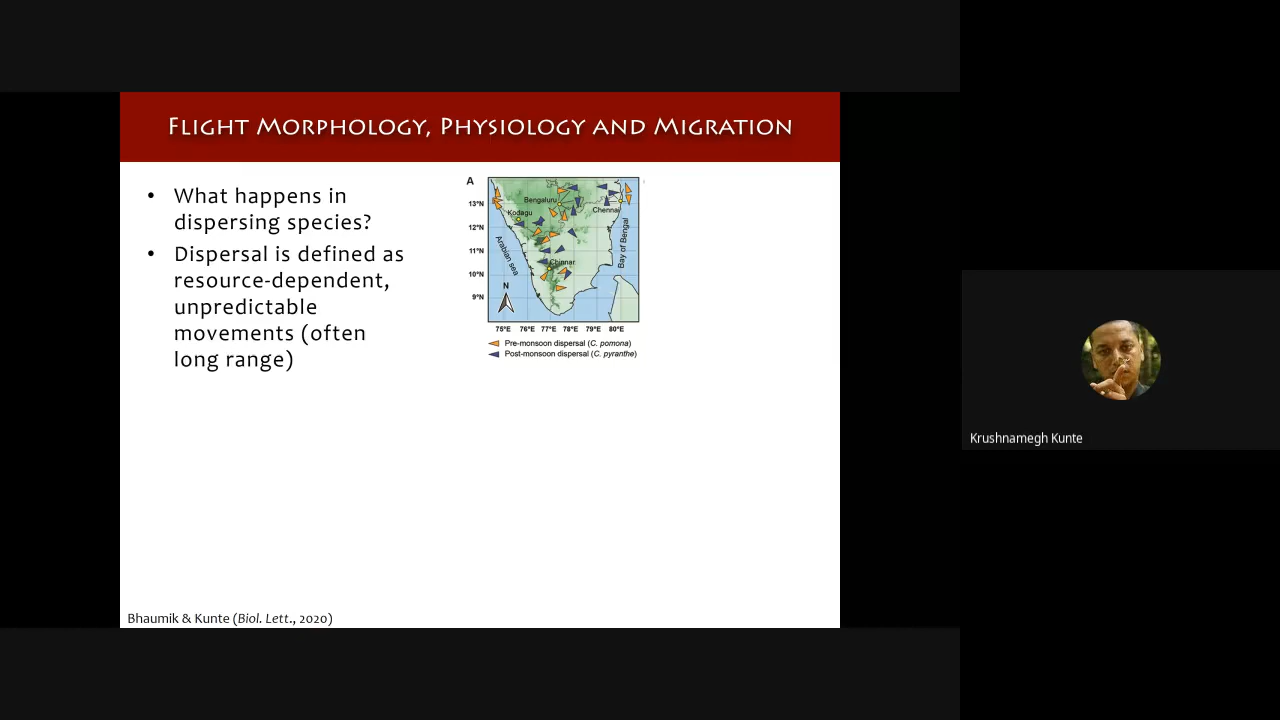 Flight Morphology, Physiology and Migration
• What happens in
dispersing species?
• Dispersal is defined as
resource-dependent,
unpredictable
movements (often
long range)
A
13°N
12°N
11°N
10°N
9°N
Bengaluru
Chennai
Kodagu
Chinnar
Arabian sea
Bay of Bengal
N
75°E 76°E 77°E 78°E 79°E 80°E
Pre-monsoon dispersal (C. pomona)
Post-monsoon dispersal (C. pyranthe)
Bhaumik & Kunte (Biol. Lett., 2020)
Krushnamegh Kunte